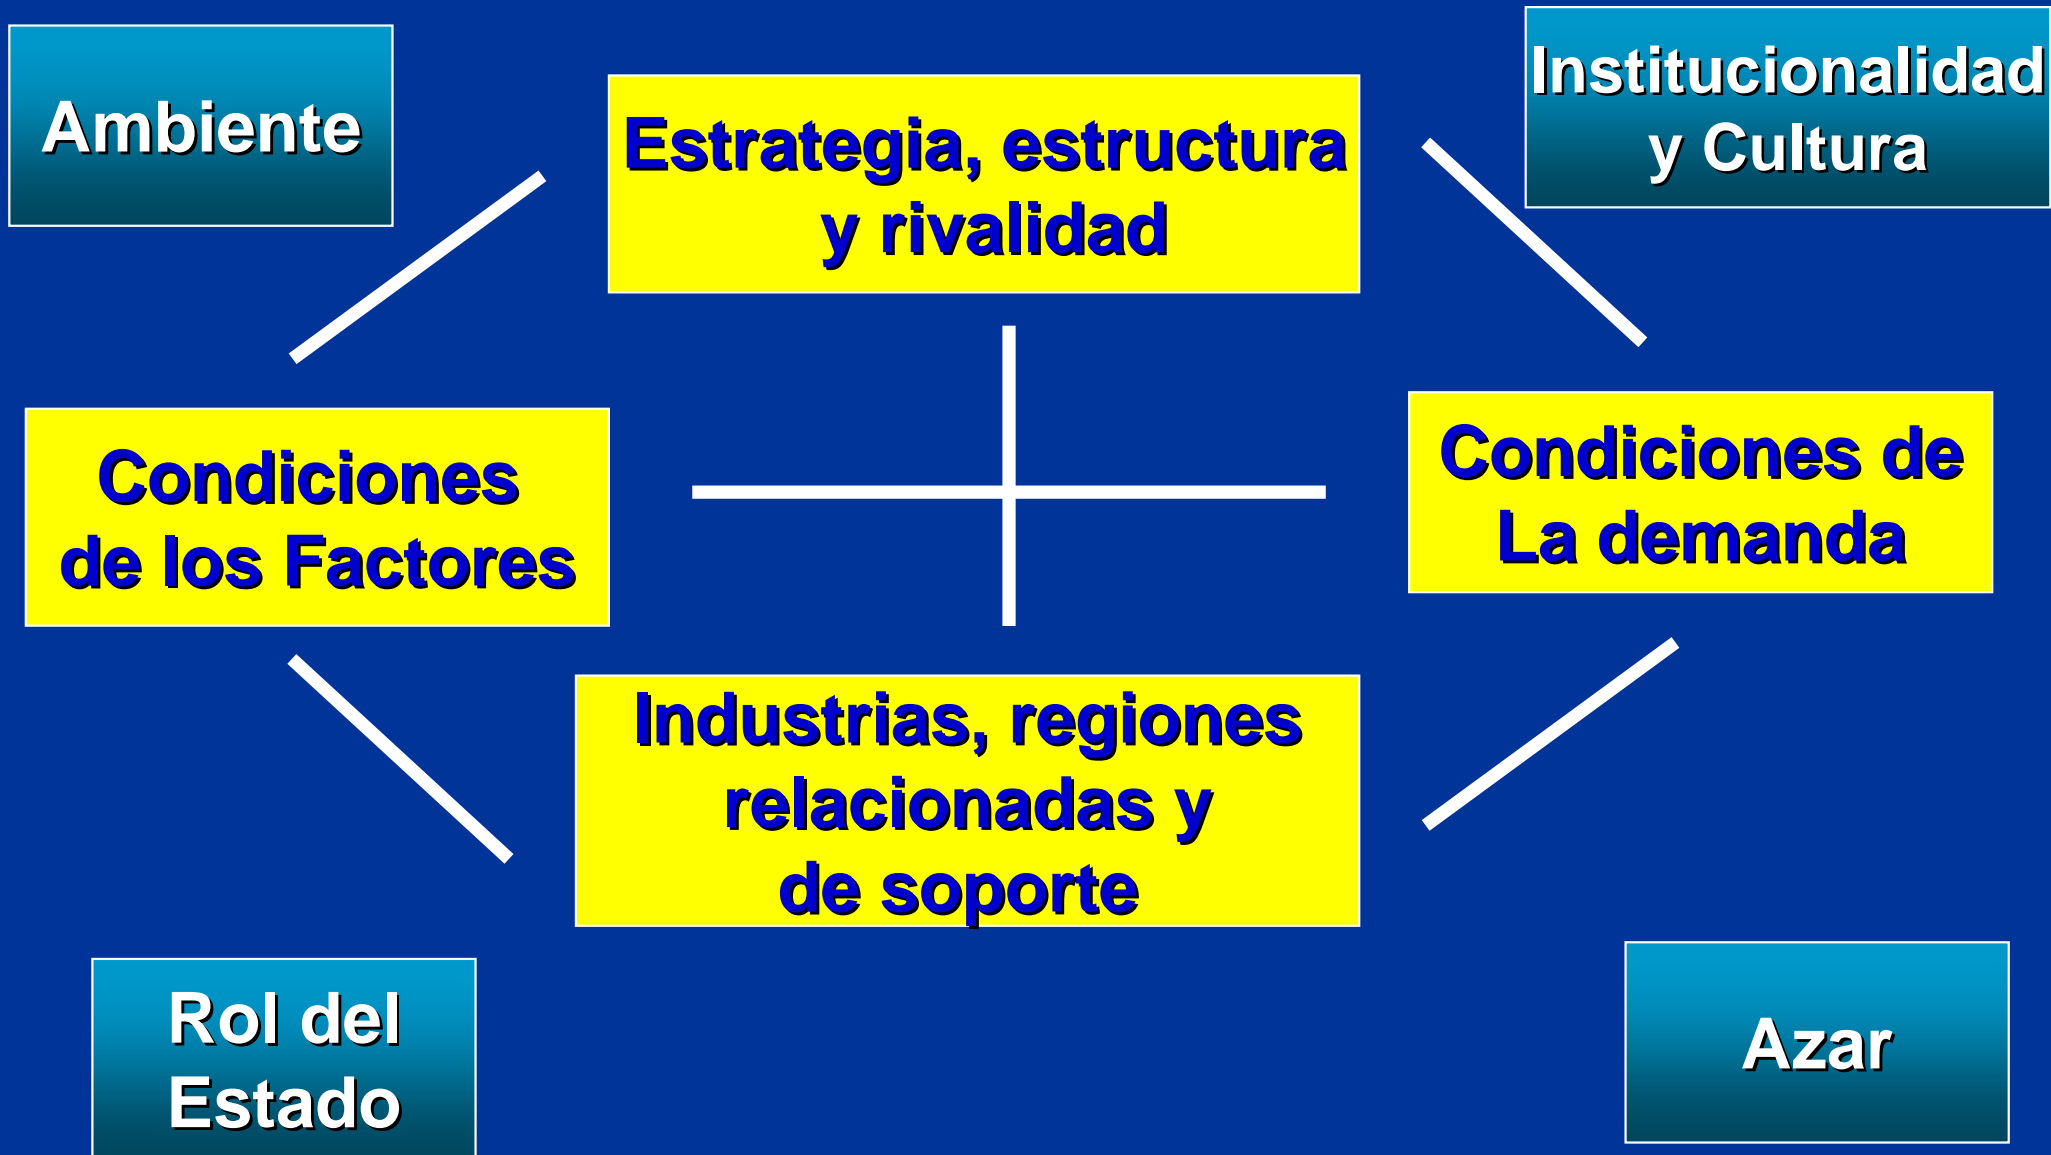 Ambiente
Estrategia, estructura
y rivalidad
Institucionalidad
y Cultura
Condiciones
de los Factores
Condiciones de
La demanda
Industrias, regiones
relacionadas y
de soporte
Rol del
Estado
Azar